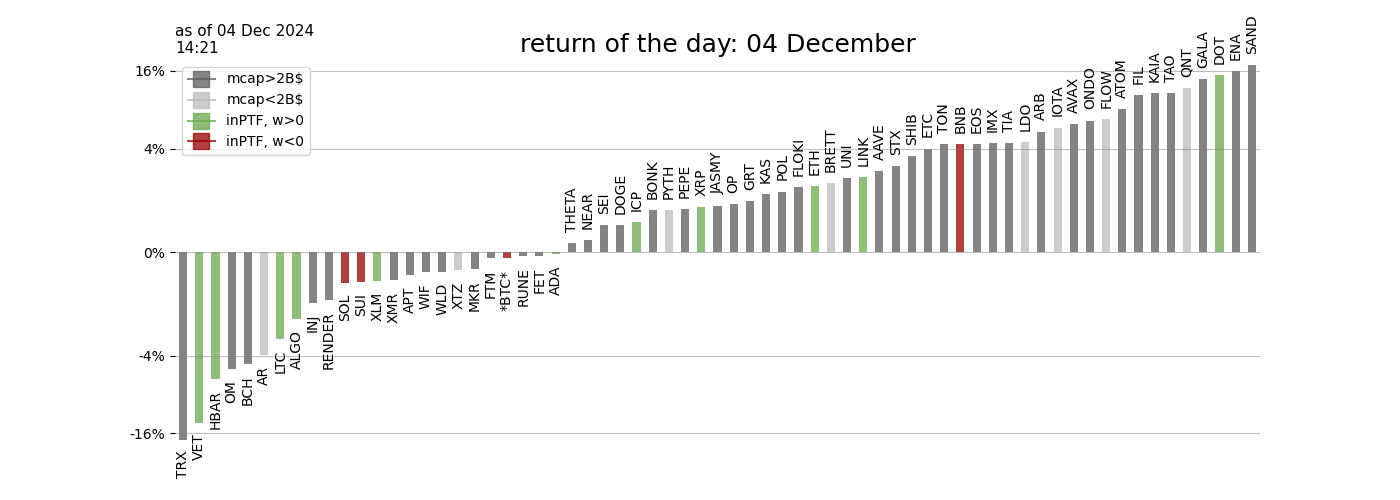 as of 04 Dec 2024
14:21
return of the day: 04 December
mcap>2B$
mcap<2B$
inPTF, w>0
inPTF, w<0
16%
4%
0%
-4%
-16%
TRX
VET
HBAR
OM
BCH
AR
LTC
ALGO
INJ
RENDER
SOL
SUI
XLM
XMR
APT
WIF
WLD
XTZ
MKR
FTM
*BTC*
RUNE
FET
ADA
THETA
NEAR
SEI
DOGE
ICP
BONK
PYTH
PEPE
XRP
JASMY
OP
GRT
KAS
POL
FLOKI
ETH
BRETT
UNI
LINK
AAVE
STX
SHIB
ETC
TON
BNB
EOS
IMX
TIA
LDO
ARB
IOTA
AVAX
ONDO
FLOW
ATOM
FIL
KAIA
TAO
QNT
GALA
DOT
ENA
SAND